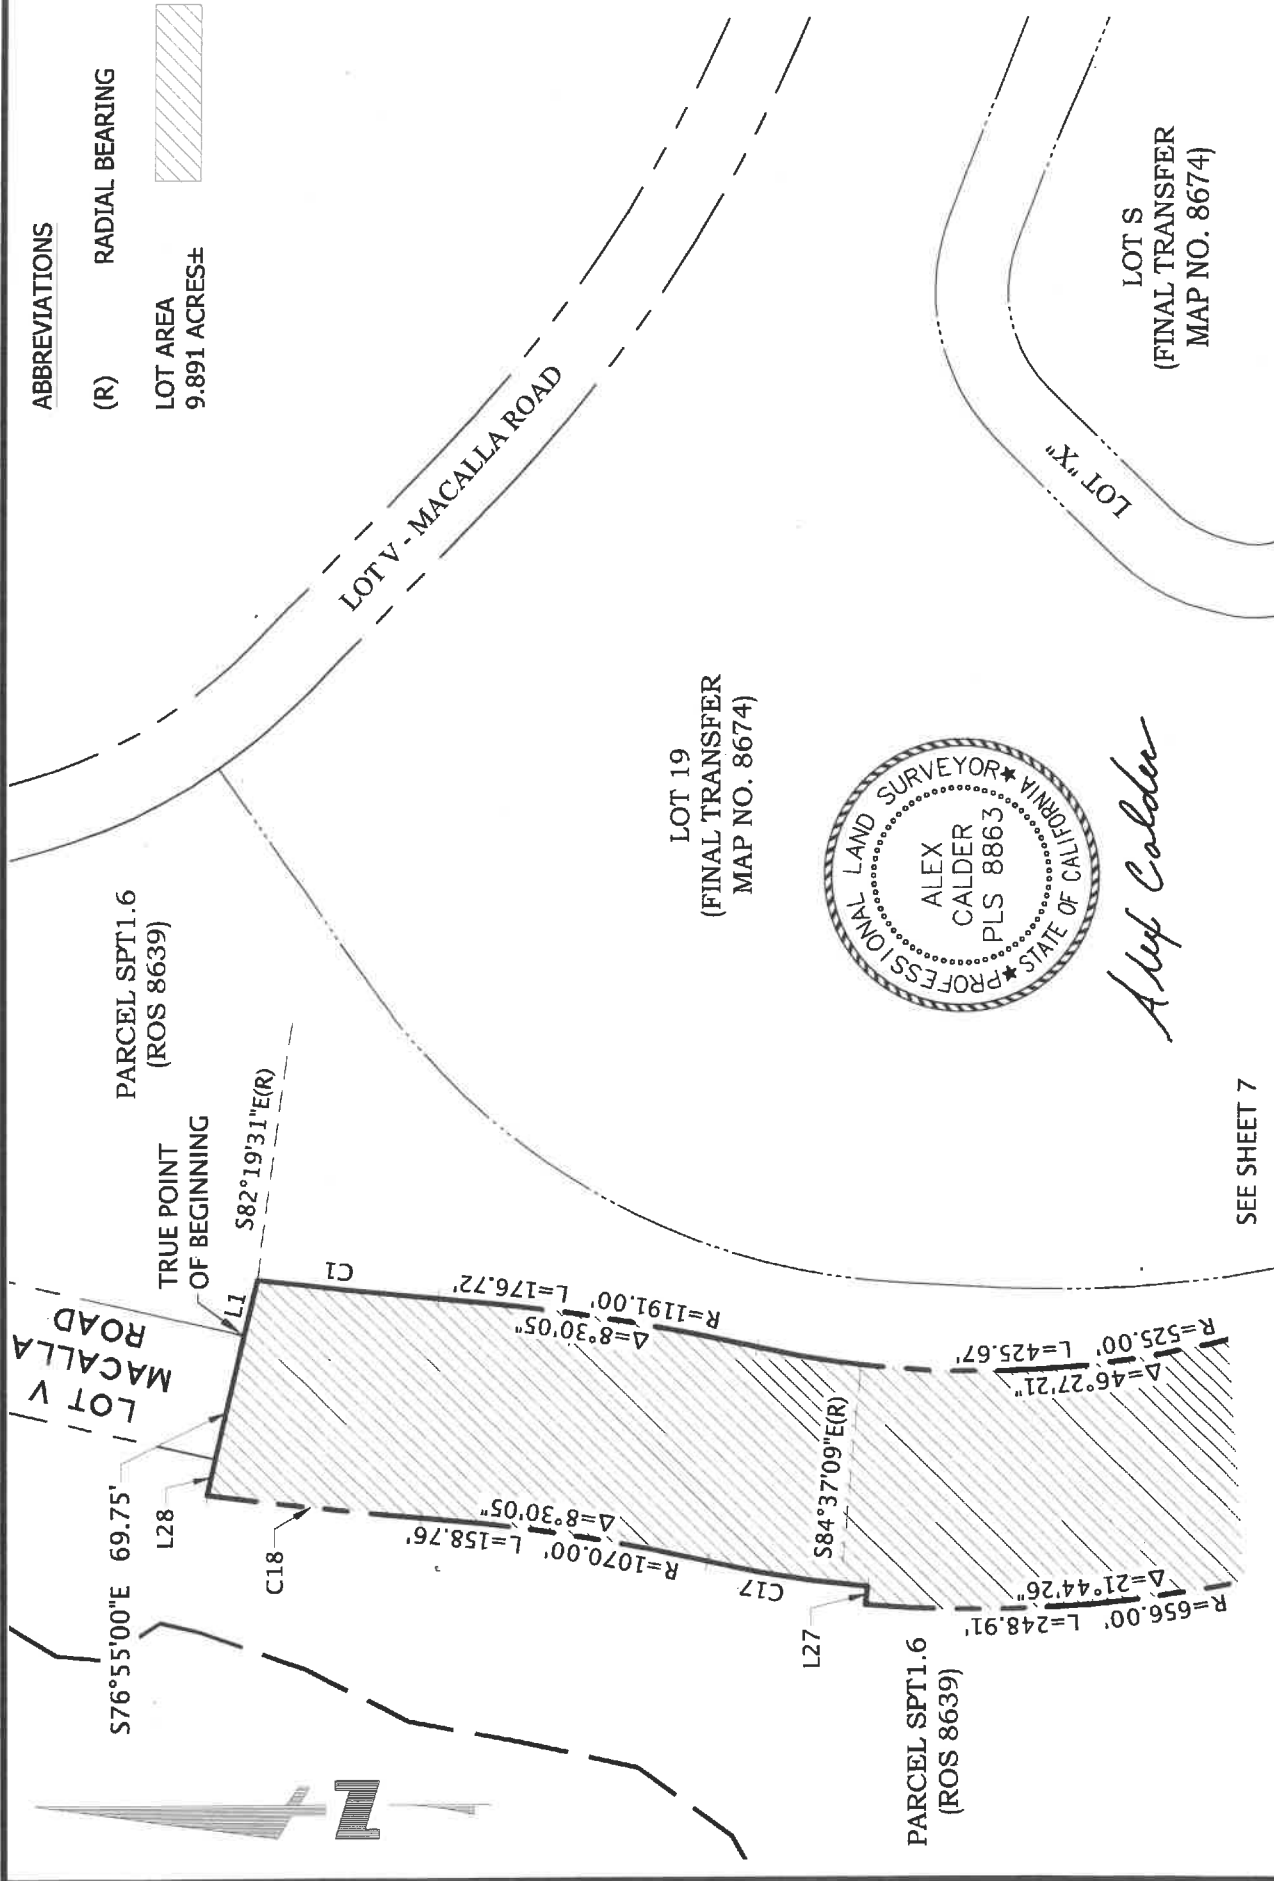 ABBREVIATIONS
(R) RADIAL BEARING
LOT AREA
9.891 ACRES±
LOT V - MACALLA ROAD
LOT "X"
LOT S
(FINAL TRANSFER
MAP NO. 8674)
LOT 19
(FINAL TRANSFER
MAP NO. 8674)
PROFESSIONAL LAND SURVEYOR
STATE OF CALIFORNIA
ALEX
CALDER
PLS 8863
Alex Calder
PARCEL SPT1.6
(ROS 8639)
TRUE POINT
OF BEGINNING
S82°19'31"E(R)
LOT V
MACALLA
ROAD
L1
S76°55'00"E 69.75'
L28
C18
C1
R=1191.00' L=176.72'
Δ=8°30'05"
Δ=8°30'05"
R=1070.00' L=158.76'
C17
S84°37'09"E(R)
L27
R=525.00' L=425.67'
Δ=46°27'21"
Δ=21°44'26"
R=656.00' L=248.91'
PARCEL SPT1.6
(ROS 8639)
SEE SHEET 7
Z